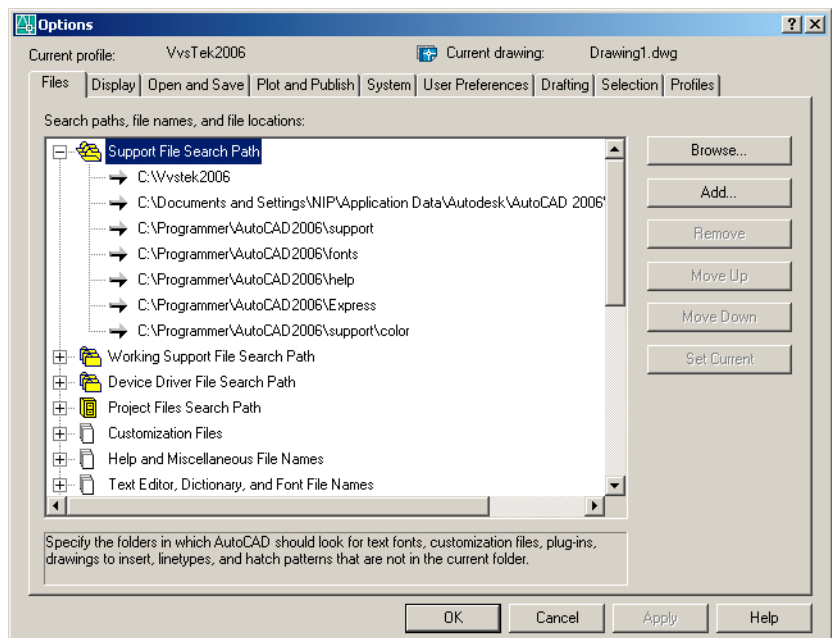 Options
Current profile: VvsTek2006 Current drawing: Drawing1.dwg
Files Display Open and Save Plot and Publish System User Preferences Drafting Selection Profiles
Search paths, file names, and file locations:
Support File Search Path
C:\Vvstek2006
C:\Documents and Settings\NIP\Application Data\Autodesk\AutoCAD 2006'
C:\Programmer\AutoCAD2006\support
C:\Programmer\AutoCAD2006\fonts
C:\Programmer\AutoCAD2006\help
C:\Programmer\AutoCAD2006\Express
C:\Programmer\AutoCAD2006\support\color
Working Support File Search Path
Device Driver File Search Path
Project Files Search Path
Customization Files
Help and Miscellaneous File Names
Text Editor, Dictionary, and Font File Names
Browse...
Add...
Remove
Move Up
Move Down
Set Current
Specify the folders in which AutoCAD should look for text fonts, customization files, plug-ins,
drawings to insert, linetypes, and hatch patterns that are not in the current folder.
OK Cancel Apply Help